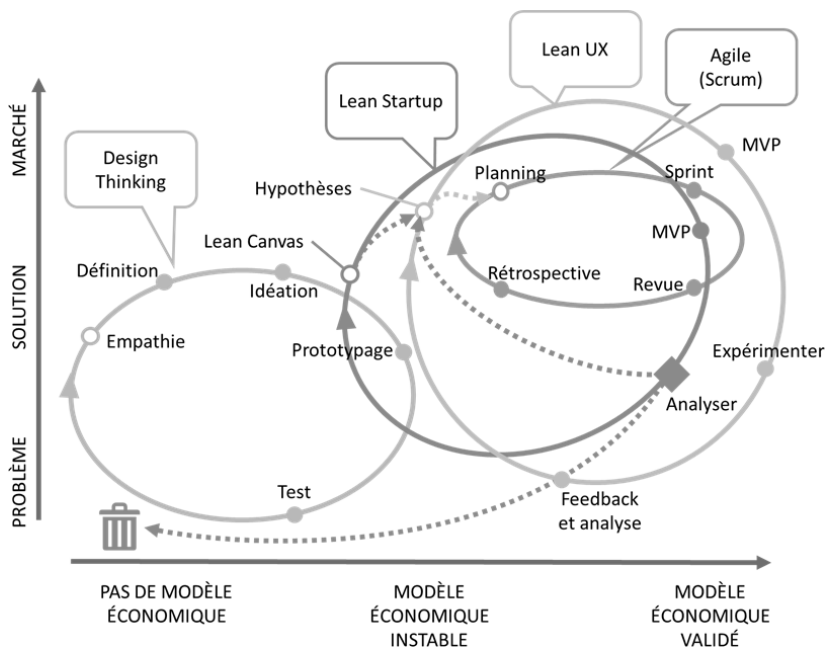 Lean UX
Agile
(Scrum)
Lean Startup
MARCHÉ
Design
Thinking
MVP
Planning
Sprint
Hypothèses
MVP
Lean Canvas
Définition
Idéation
Rétrospective
Revue
SOLUTION
Empathie
Prototypage
Expérimenter
Analyser
PROBLÈME
Test
Feedback
et analyse
PAS DE MODÈLE
ÉCONOMIQUE
MODÈLE
ÉCONOMIQUE
INSTABLE
MODÈLE
ÉCONOMIQUE
VALIDÉ